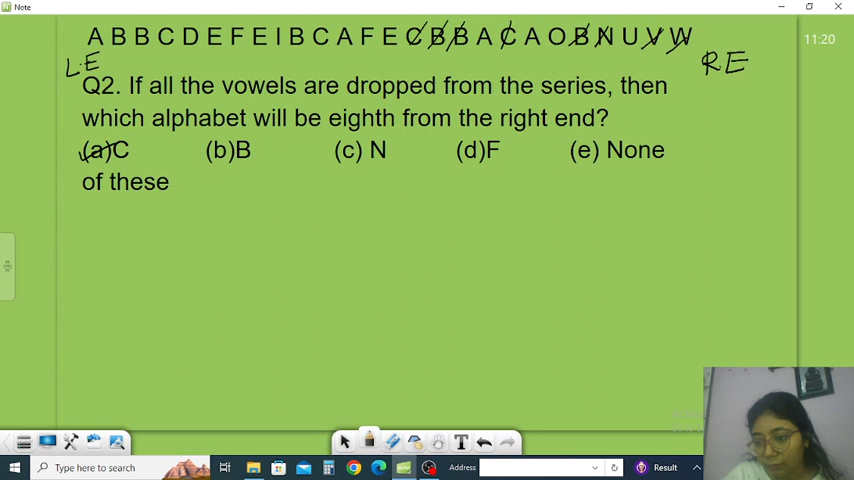 Note
A B B C D E F E I B C A F E C B B A C A O B N U V W
11:20
L.E
RE
Q2. If all the vowels are dropped from the series, then
which alphabet will be eighth from the right end?
(a)C (b)B (c) N (d)F (e) None
of these
Type here to search
Address
Result